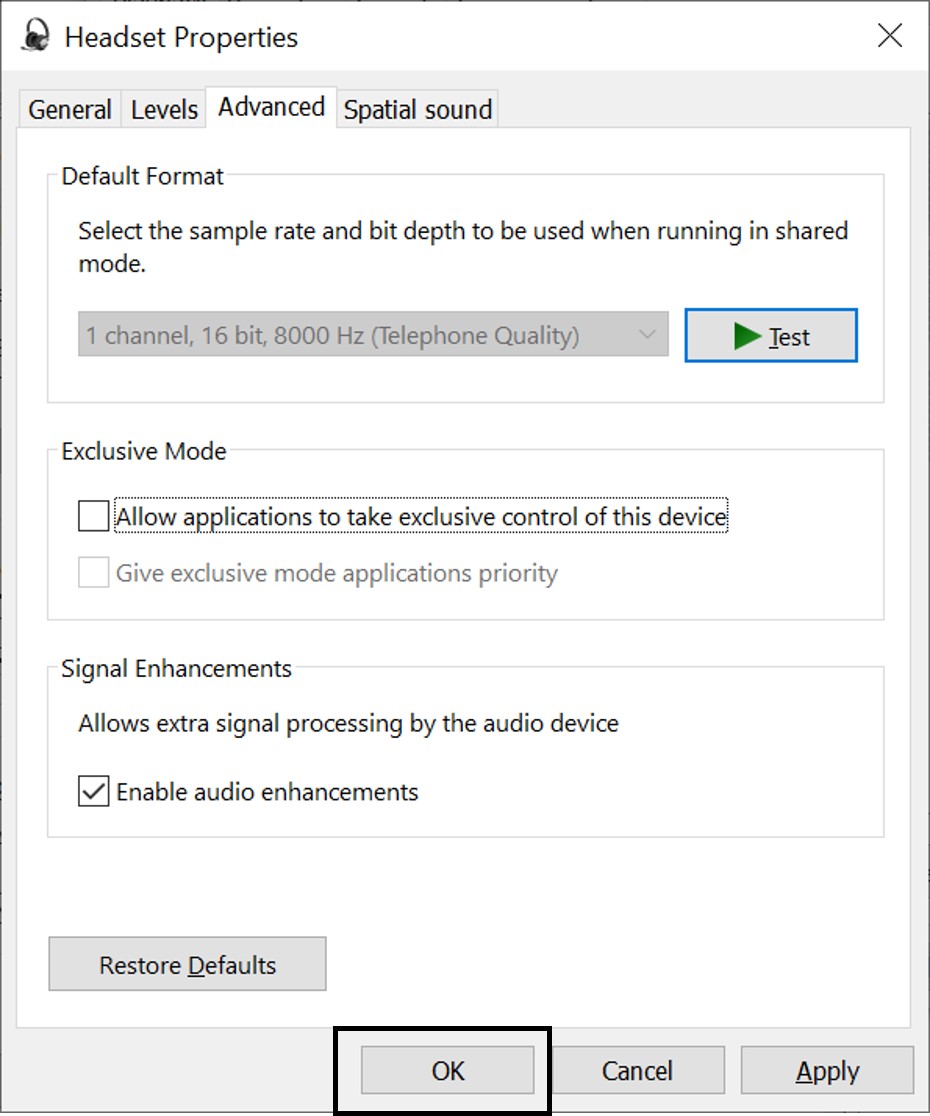 Headset Properties
General Levels Advanced Spatial sound
Default Format
Select the sample rate and bit depth to be used when running in shared
mode.
1 channel, 16 bit, 8000 Hz (Telephone Quality)
Test
Exclusive Mode
Allow applications to take exclusive control of this device
Give exclusive mode applications priority
Signal Enhancements
Allows extra signal processing by the audio device
Enable audio enhancements
Restore Defaults
OK Cancel Apply